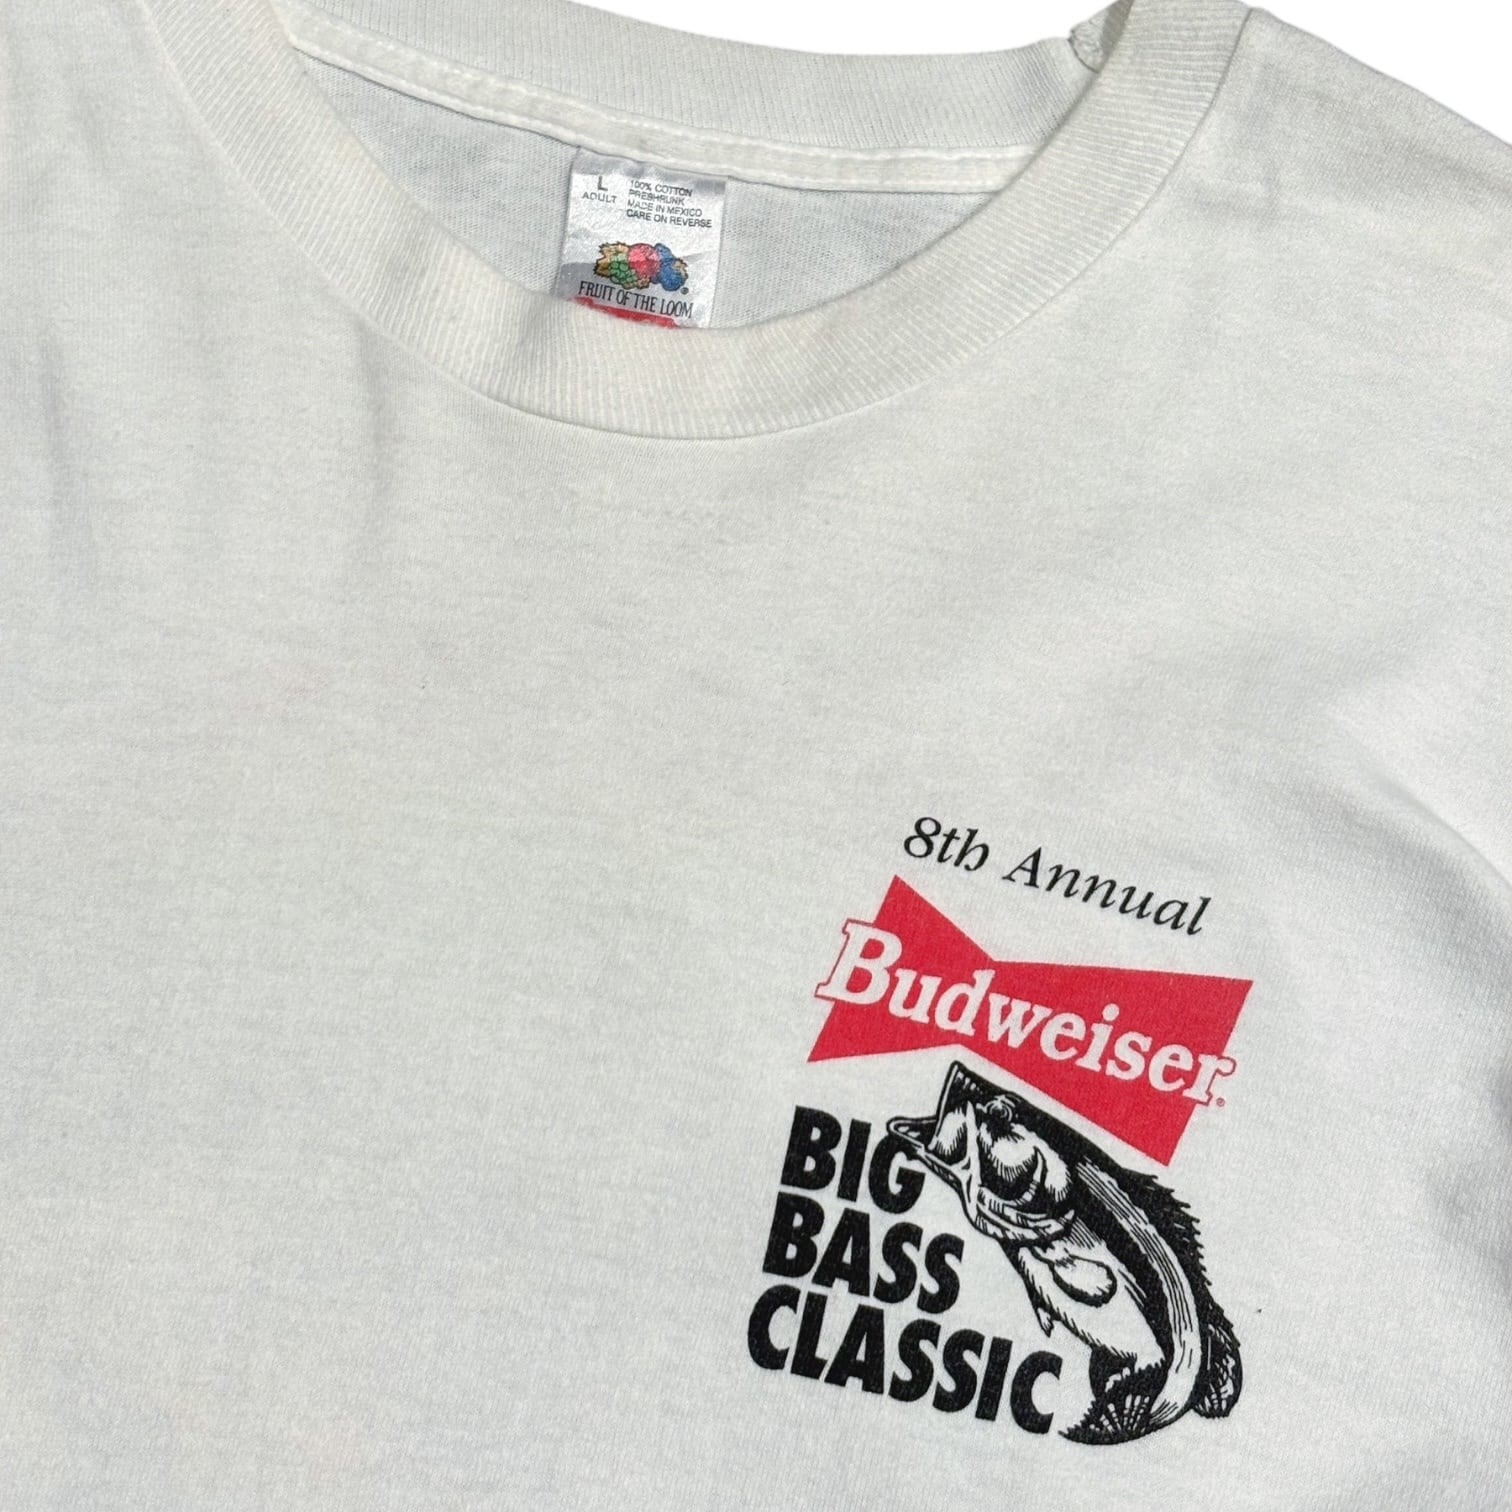 L
ADULT
100% COTTON
PRESHRUNK
MADE IN MEXICO
CARE ON REVERSE
FRUIT OF THE LOOM
8th Annual
Budweiser
BIG
BASS
CLASSIC